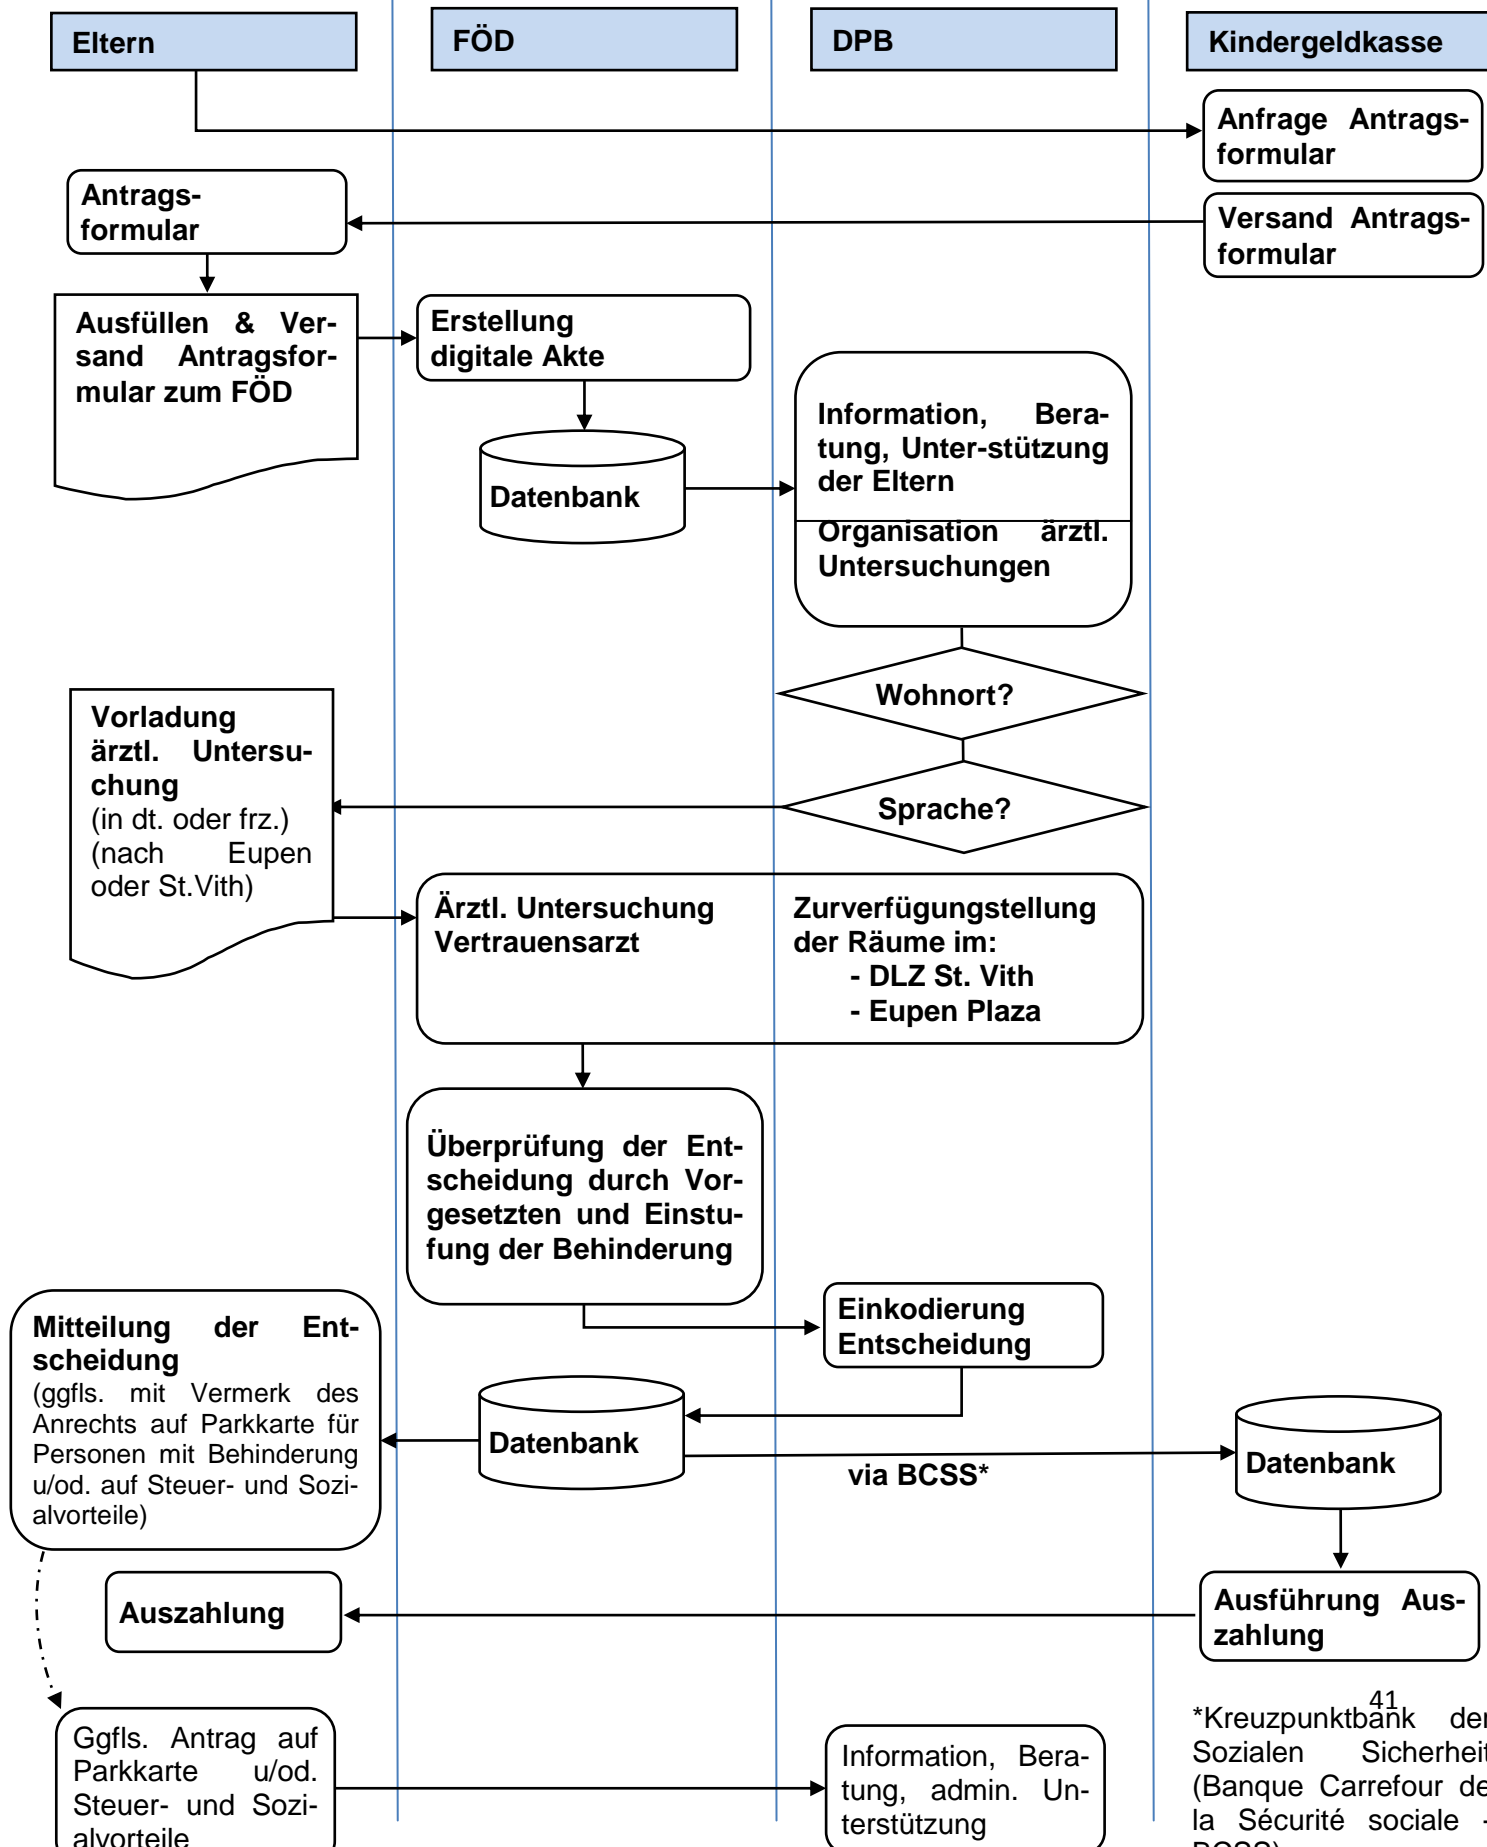 Eltern
FÖD
DPB
Kindergeldkasse
Anfrage Antrags-
formular
Antrags-
formular
Versand Antrags-
formular
Ausfüllen & Ver-
sand Antragsfor-
mular zum FÖD
Erstellung
digitale Akte
Datenbank
Information, Bera-
tung, Unter-stützung
der Eltern
Organisation ärztl.
Untersuchungen
Wohnort?
Sprache?
Vorladung
ärztl. Untersu-
chung
(in dt. oder frz.)
(nach Eupen
oder St.Vith)
Ärztl. Untersuchung
Vertrauensarzt
Zurverfügungstellung
der Räume im:
- DLZ St. Vith
- Eupen Plaza
Überprüfung der Ent-
scheidung durch Vor-
gesetzten und Einstu-
fung der Behinderung
Einkodierung
Entscheidung
Mitteilung der Ent-
scheidung
(ggfls. mit Vermerk des
Anrechts auf Parkkarte für
Personen mit Behinderung
u/od. auf Steuer- und Sozi-
alvorteile)
Datenbank
via BCSS*
Datenbank
Auszahlung
Ausführung Aus-
zahlung
Ggfls. Antrag auf
Parkkarte u/od.
Steuer- und Sozi-
alvorteile
Information, Bera-
tung, admin. Un-
terstützung
41
*Kreuzpunktbank der
Sozialen Sicherheit
(Banque Carrefour de
la Sécurité sociale -
BCSS)